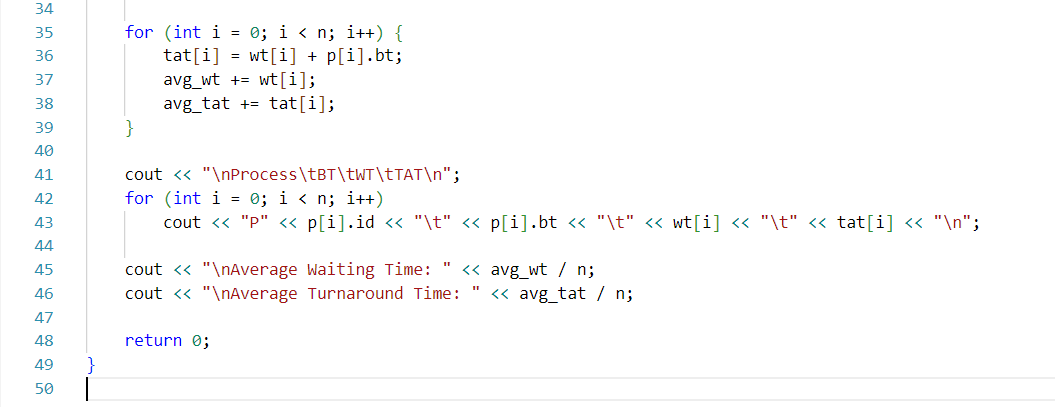 34
35 for (int i = 0; i < n; i++) {
36 tat[i] = wt[i] + p[i].bt;
37 avg_wt += wt[i];
38 avg_tat += tat[i];
39 }
40
41 cout << "\nProcess\tBT\tWT\tTAT\n";
42 for (int i = 0; i < n; i++)
43 cout << "P" << p[i].id << "\t" << p[i].bt << "\t" << wt[i] << "\t" << tat[i] << "\n";
44
45 cout << "\nAverage Waiting Time: " << avg_wt / n;
46 cout << "\nAverage Turnaround Time: " << avg_tat / n;
47
48 return 0;
49 }
50